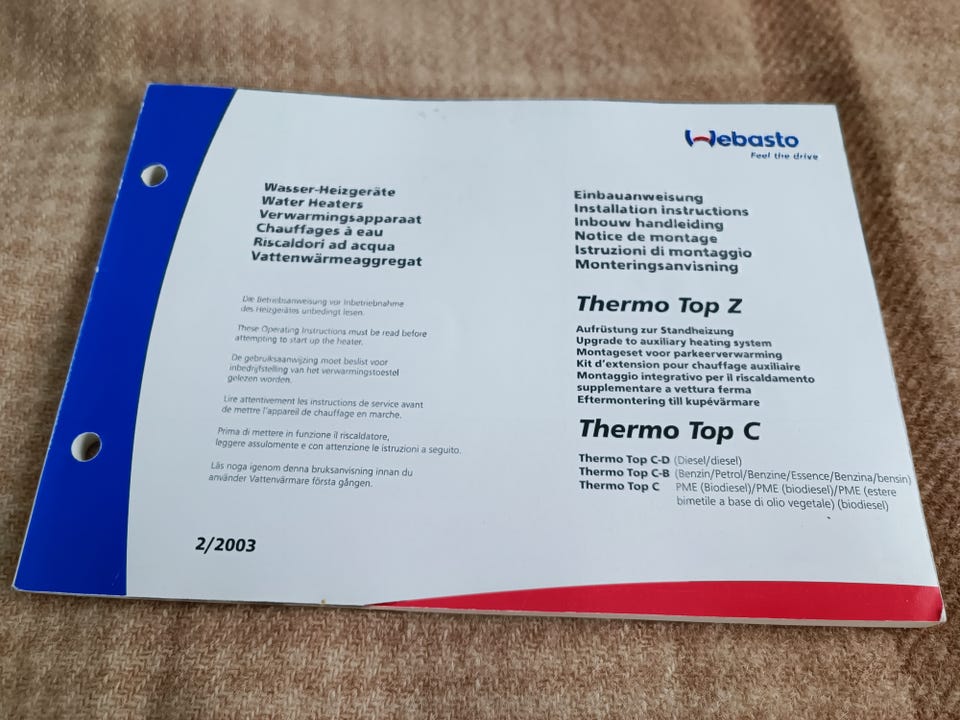 Webasto
Feel the drive
Wasser-Heizgeräte
Water Heaters
Verwarmingsapparaat
Chauffages à eau
Riscaldori ad acqua
Vattenwärmeaggregat
Die Betriebsanweisung vor Inbetriebnahme
des Heizgerätes unbedingt lesen.
These Operating Instructions must be read before
attempting to start up the heater.
De gebruiksaanwijzing moet beslist voor
inbedrijfstelling van het verwarmingstoestel
gelezen worden.
Lire attentivement les instructions de service avant
de mettre l'appareil de chauffage en marche.
Prima di mettere in funzione il riscaldatore,
leggere assulomente e con attenzione le istruzioni a seguito.
Läs noga igenom denna bruksanvisning innan du
använder Vattenvärmare första gången.
2/2003
Einbauanweisung
Installation instructions
Inbouw handleiding
Notice de montage
Istruzioni di montaggio
Monteringsanvisning
Thermo Top Z
Aufrüstung zur Standheizung
Upgrade to auxiliary heating system
Montageset voor parkeerverwarming
Kit d'extension pour chauffage auxiliaire
Montaggio integrativo per il riscaldamento
supplementare a vettura ferma
Eftermontering till kupévärmare
Thermo Top C
Thermo Top C-D (Diesel/diesel)
Thermo Top C-B (Benzin/Petrol/Benzine/Essence/Benzina/bensin)
Thermo Top C PME (Biodiesel)/PME (biodiesel)/PME (estere
bimetile a base di olio vegetale) (biodiesel)